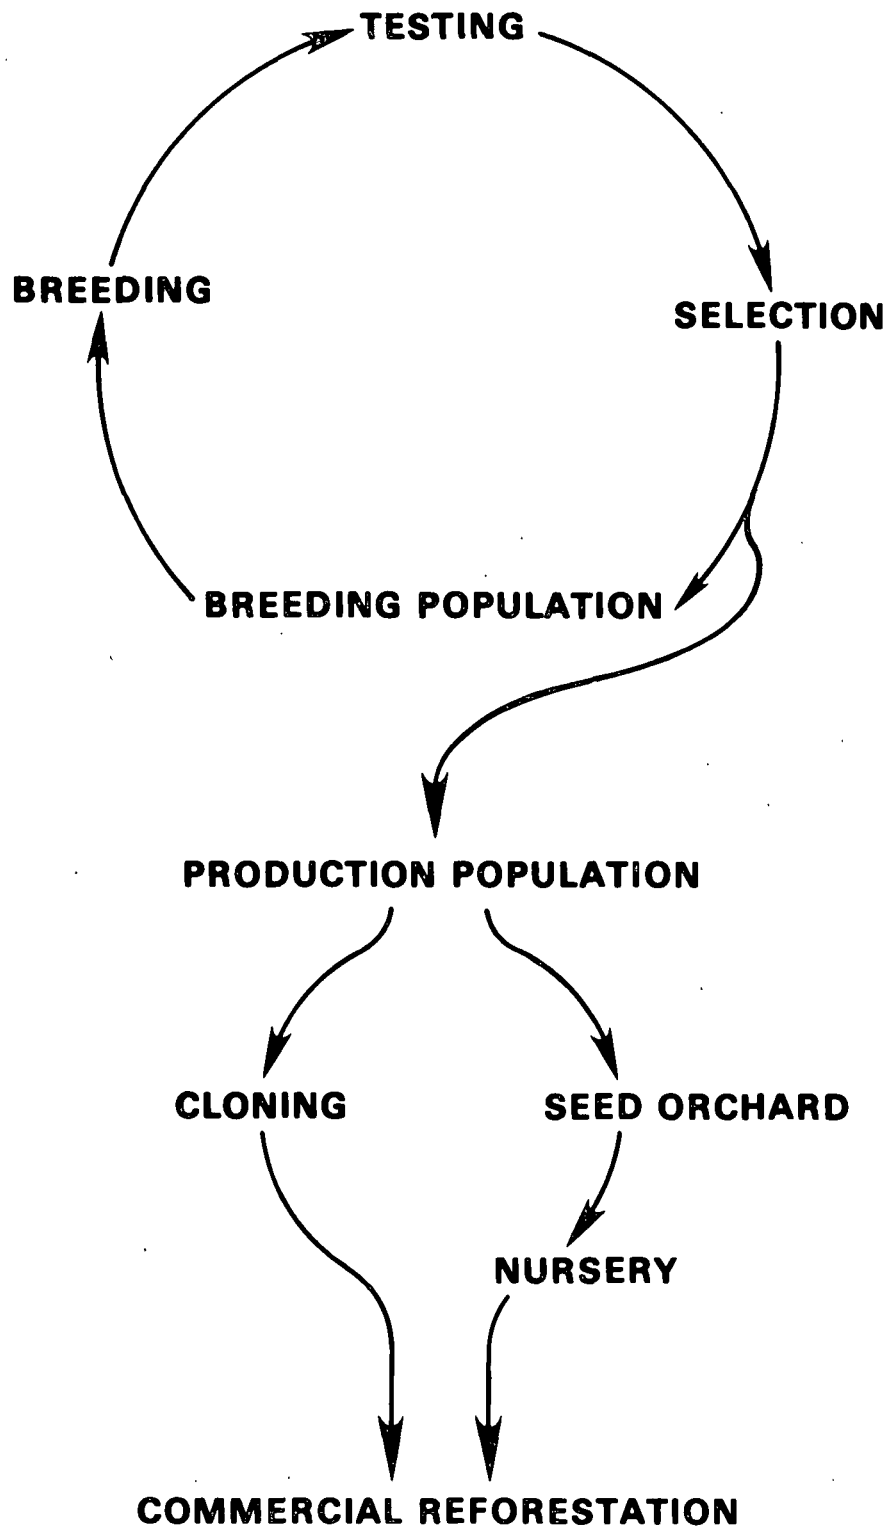 TESTING
BREEDING
SELECTION
BREEDING POPULATION
PRODUCTION POPULATION
CLONING
SEED ORCHARD
NURSERY
COMMERCIAL REFORESTATION